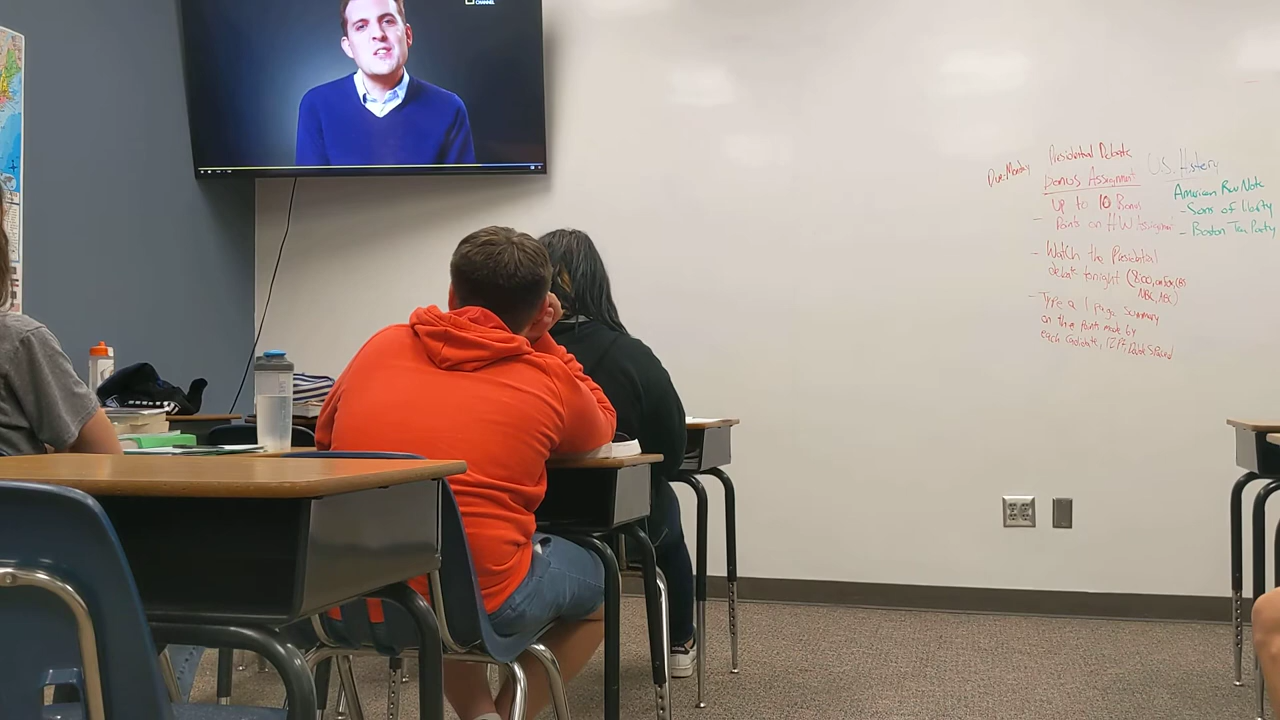 CHANNEL
Due: Monday
Presidential Debate
bonus Assignment
up to 10 Bonus
- Points on HW Assignment
- Watch the Presidential
debate tonight (8:00, on Fox, CBS
NBC, ABC)
- Type a 1 page summary
on the points made by
each candidate, 12 pt, Double Spaced
U.S. History
American Rev Note
- Sons of liberty
- Boston Tea Party